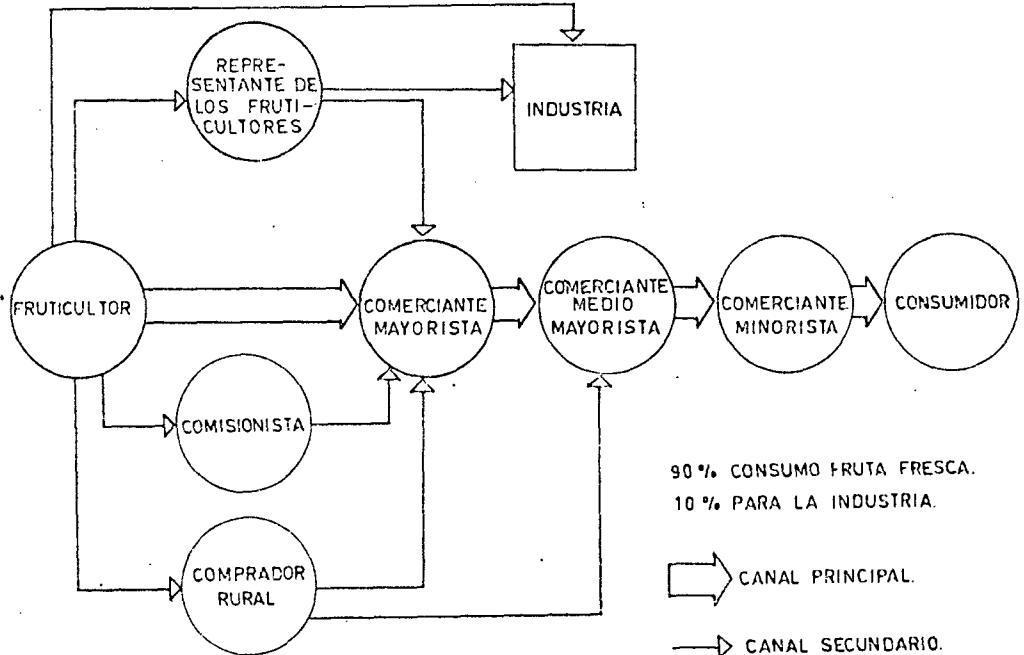 REPRE-
SENTANTE DE
LOS FRUTI-
CULTORES
INDUSTRIA
FRUTICULTOR
COMERCIANTE
MAYORISTA
COMERCIANTE
MEDIO
MAYORISTA
COMERCIANTE
MINORISTA
CONSUMIDOR
COMISIONISTA
COMPRADOR
RURAL
90 % CONSUMO FRUTA FRESCA.
10 % PARA LA INDUSTRIA.
CANAL PRINCIPAL.
CANAL SECUNDARIO.